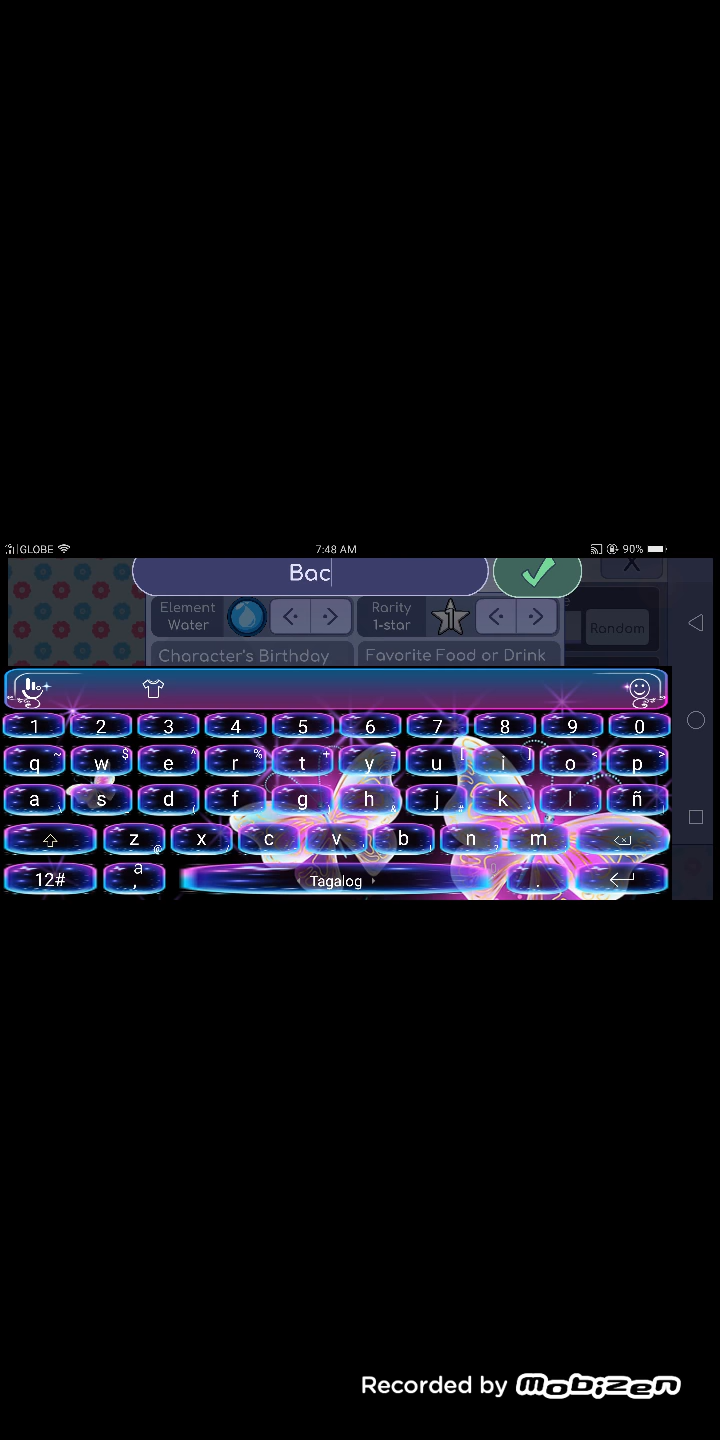 GLOBE 7:48 AM 90%
Bac
X
Element Water
Rarity 1-star
1
Random
Character's Birthday
Favorite Food or Drink
1 2 3 4 5 6 7 8 9 0
q w e r t y u i o p
a s d f g h j k l ñ
z x c v b n m
12# a , Tagalog .
Recorded by mobizen